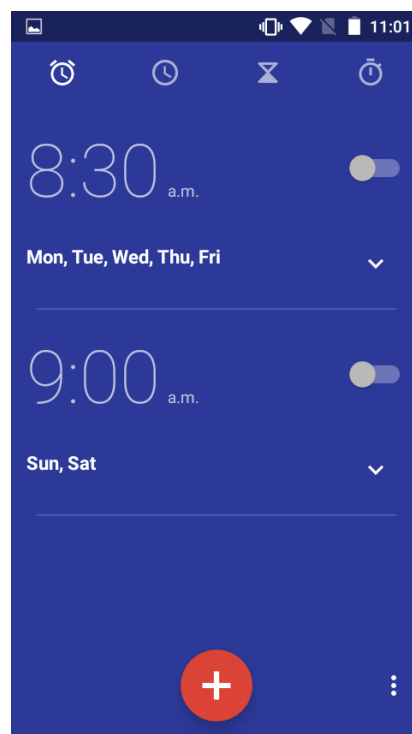 11:01
8:30 a.m.
Mon, Tue, Wed, Thu, Fri
9:00 a.m.
Sun, Sat